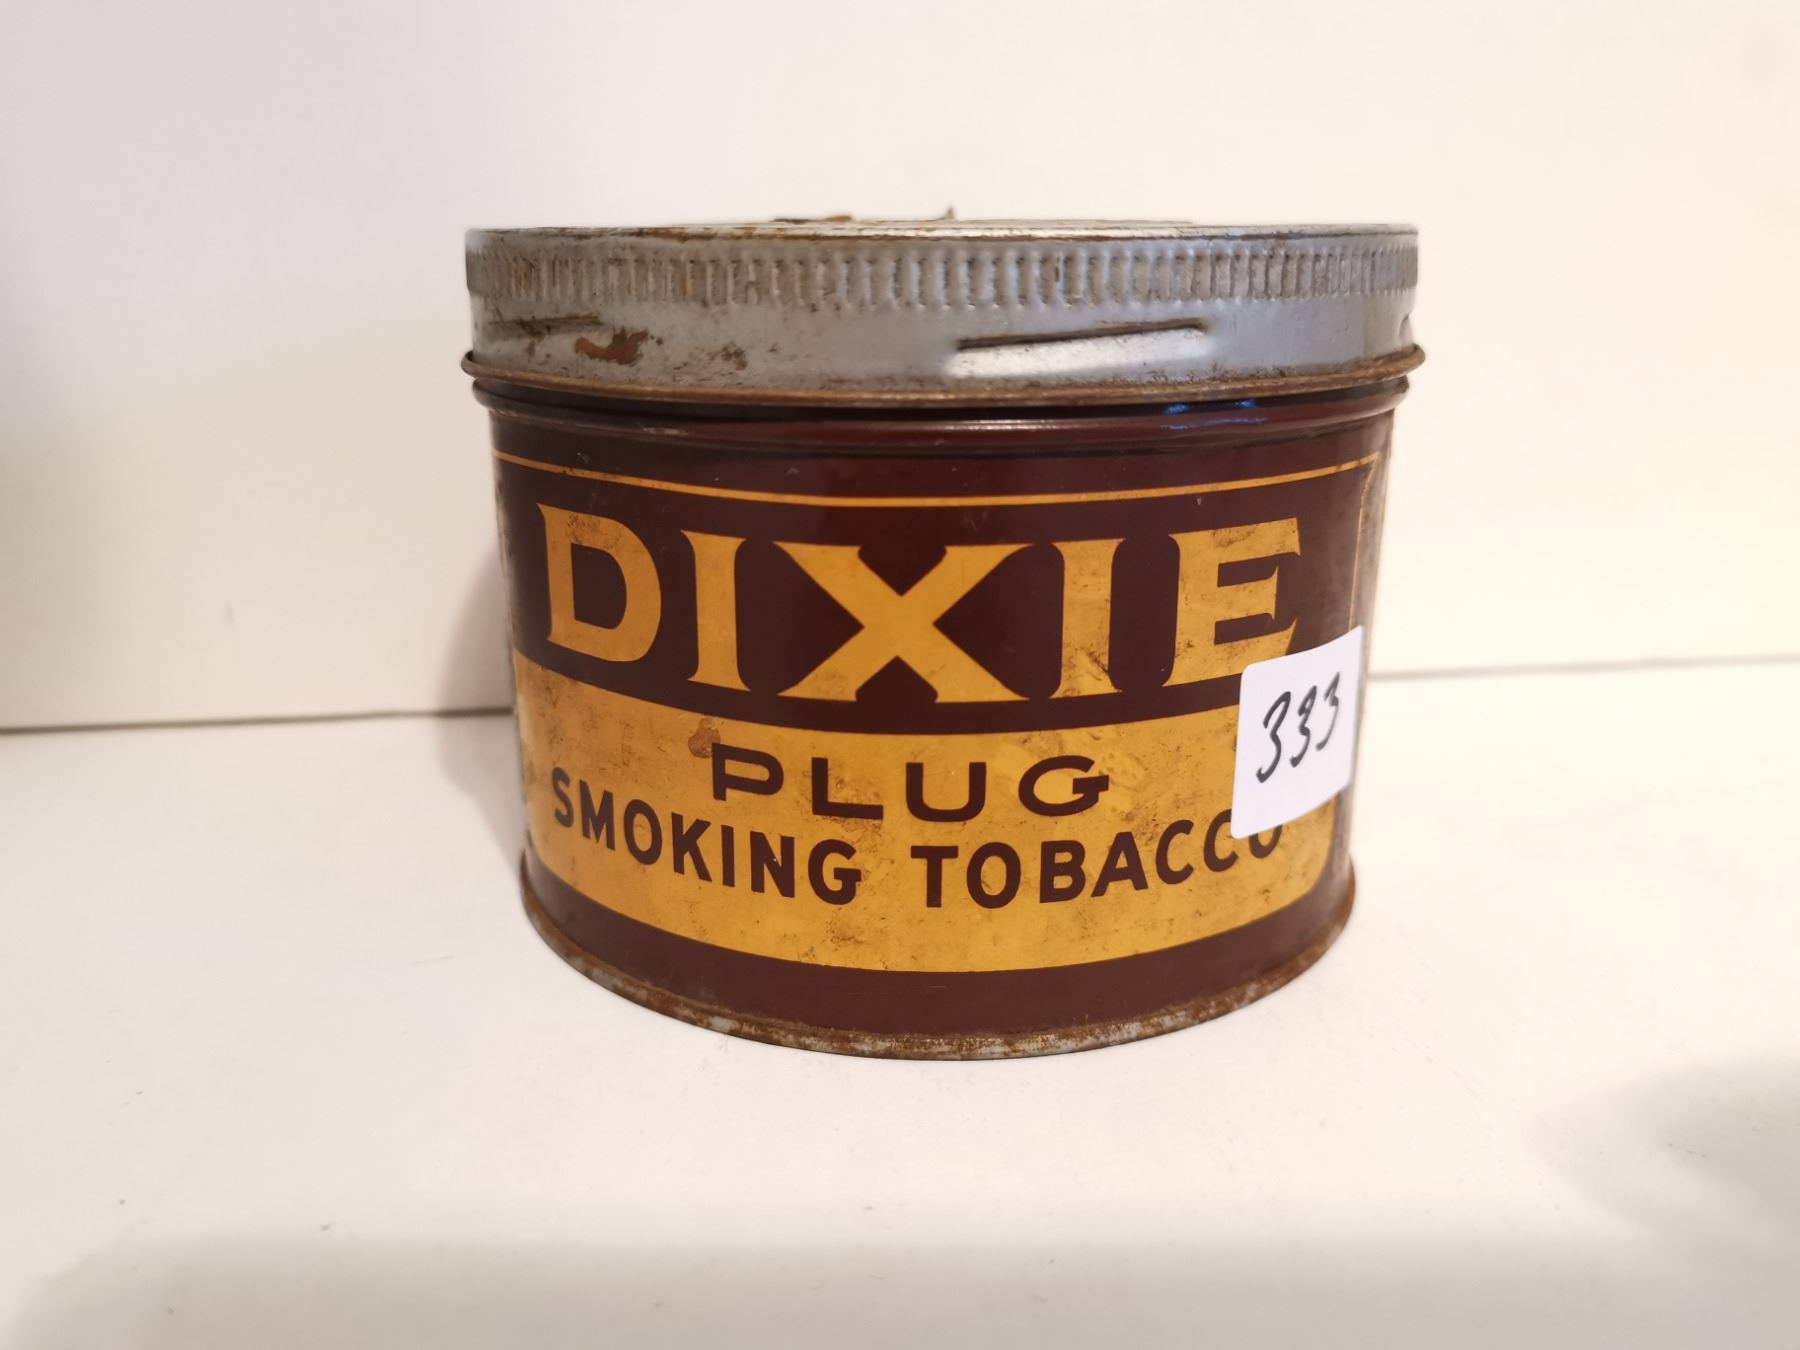 DIXIE
333
PLUG
SMOKING TOBACCO